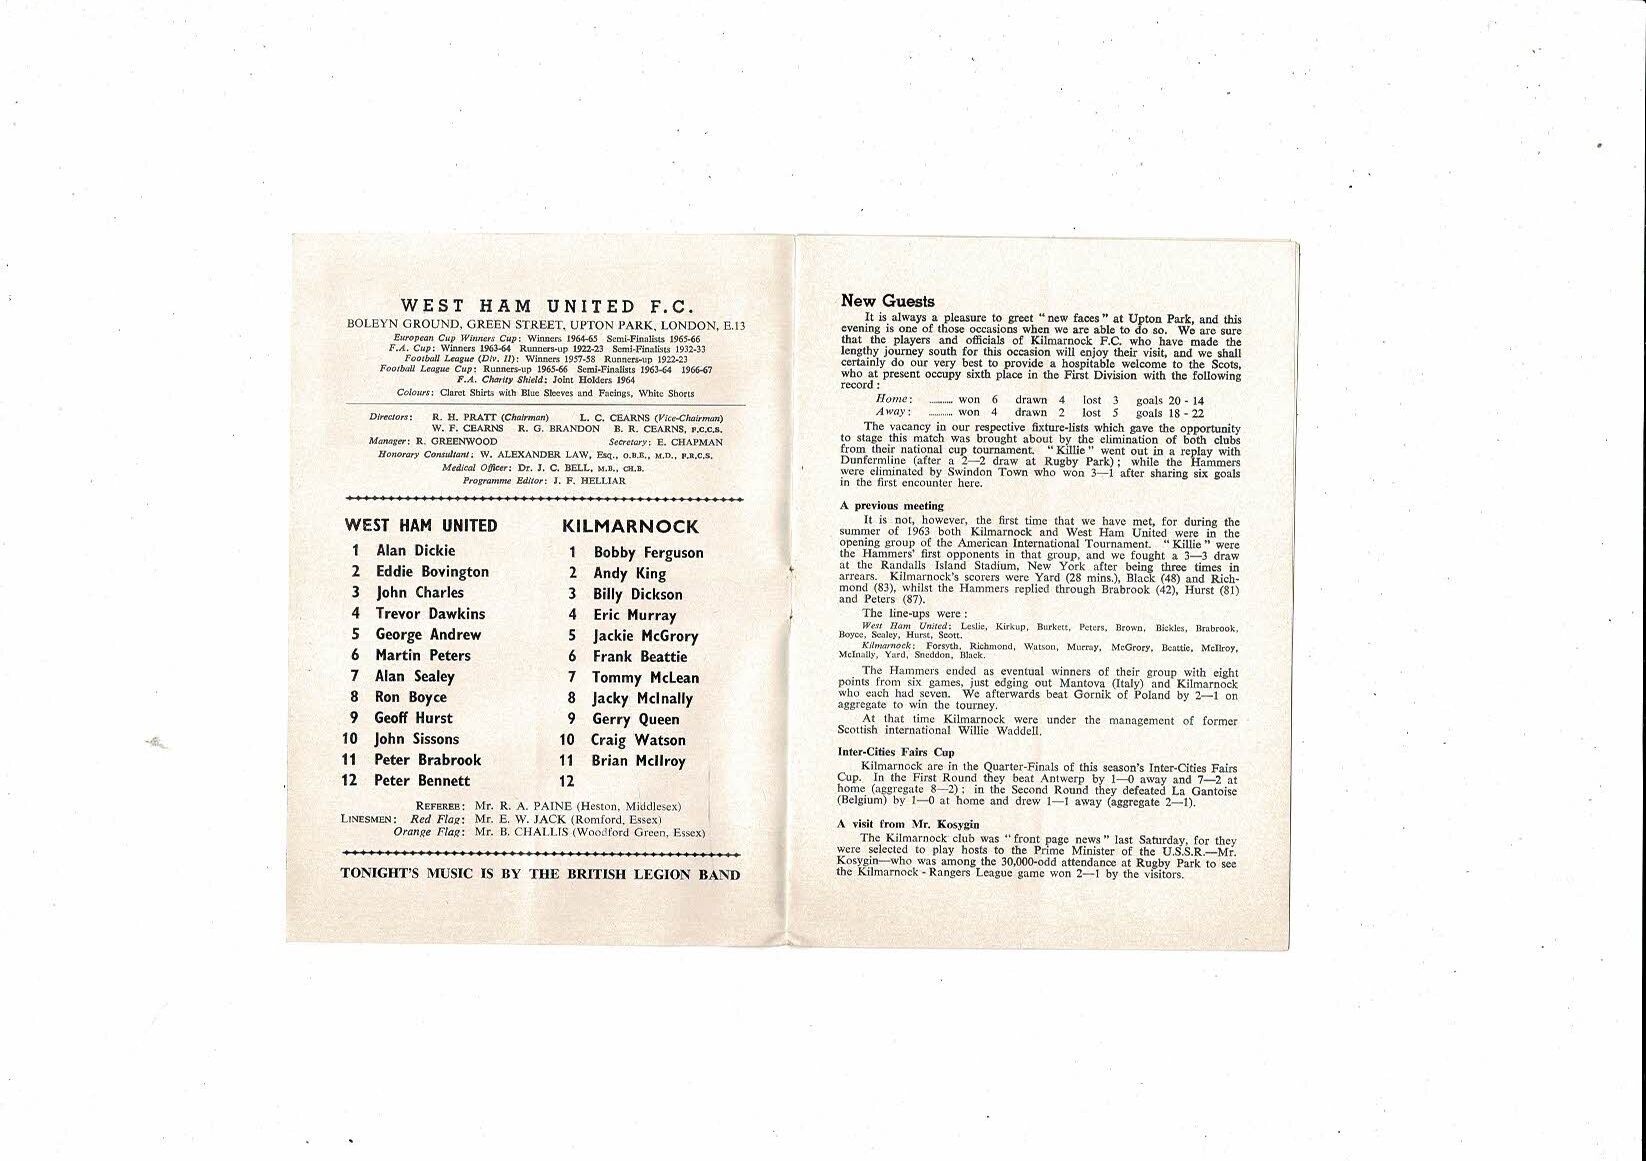 WEST HAM UNITED F.C.
BOLEYN GROUND, GREEN STREET, UPTON PARK, LONDON, E.13
European Cup Winners Cup: Winners 1964-65 Semi-Finalists 1965-66
F.A. Cup: Winners 1963-64 Runners-up 1922-23 Semi-Finalists 1932-33
Football League (Div. II): Winners 1957-58 Runners-up 1922-23
Football League Cup: Runners-up 1965-66 Semi-Finalists 1963-64 1966-67
F.A. Charity Shield: Joint Holders 1964
Colours: Claret Shirts with Blue Sleeves and Facings, White Shorts
Directors: R. H. PRATT (Chairman) L. C. CEARNS (Vice-Chairman)
W. F. CEARNS R. G. BRANDON B. R. CEARNS, F.C.C.S.
Manager: R. GREENWOOD Secretary: E. CHAPMAN
Honorary Consultant: W. ALEXANDER LAW, Esq., O.B.E., M.D., F.R.C.S.
Medical Officer: Dr. J. C. BELL, M.B., CH.B.
Programme Editor: J. F. HELLIAR
WEST HAM UNITED
1 Alan Dickie
2 Eddie Bovington
3 John Charles
4 Trevor Dawkins
5 George Andrew
6 Martin Peters
7 Alan Sealey
8 Ron Boyce
9 Geoff Hurst
10 John Sissons
11 Peter Brabrook
12 Peter Bennett
KILMARNOCK
1 Bobby Ferguson
2 Andy King
3 Billy Dickson
4 Eric Murray
5 Jackie McGrory
6 Frank Beattie
7 Tommy McLean
8 Jacky McInally
9 Gerry Queen
10 Craig Watson
11 Brian McIlroy
12
REFEREE: Mr. R. A. PAINE (Heston, Middlesex)
LINESMEN: Red Flag: Mr. E. W. JACK (Romford, Essex)
Orange Flag: Mr. B. CHALLIS (Woodford Green, Essex)
TONIGHT'S MUSIC IS BY THE BRITISH LEGION BAND
New Guests
It is always a pleasure to greet "new faces" at Upton Park, and this
evening is one of those occasions when we are able to do so. We are sure
that the players and officials of Kilmarnock F.C. who have made the
lengthy journey south for this occasion will enjoy their visit, and we shall
certainly do our very best to provide a hospitable welcome to the Scots,
who at present occupy sixth place in the First Division with the following
record:
Home: .......... won 6 drawn 4 lost 3 goals 20 - 14
Away: .......... won 4 drawn 2 lost 5 goals 18 - 22
The vacancy in our respective fixture-lists which gave the opportunity
to stage this match was brought about by the elimination of both clubs
from their national cup tournament. "Killie" went out in a replay with
Dunfermline (after a 2—2 draw at Rugby Park); while the Hammers
were eliminated by Swindon Town who won 3—1 after sharing six goals
in the first encounter here.
A previous meeting
It is not, however, the first time that we have met, for during the
summer of 1963 both Kilmarnock and West Ham United were in the
opening group of the American International Tournament. "Killie" were
the Hammers' first opponents in that group, and we fought a 3—3 draw
at the Randalls Island Stadium, New York after being three times in
arrears. Kilmarnock's scorers were Yard (28 mins.), Black (48) and Rich-
mond (83), whilst the Hammers replied through Brabrook (42), Hurst (81)
and Peters (87).
The line-ups were:
West Ham United: Leslie, Kirkup, Burkett, Peters, Brown, Bickles, Brabrook,
Boyce, Sealey, Hurst, Scott.
Kilmarnock: Forsyth, Richmond, Watson, Murray, McGrory, Beattie, McIlroy,
McInally, Yard, Sneddon, Black.
The Hammers ended as eventual winners of their group with eight
points from six games, just edging out Mantova (Italy) and Kilmarnock
who each had seven. We afterwards beat Gornik of Poland by 2—1 on
aggregate to win the tourney.
At that time Kilmarnock were under the management of former
Scottish international Willie Waddell.
Inter-Cities Fairs Cup
Kilmarnock are in the Quarter-Finals of this season's Inter-Cities Fairs
Cup. In the First Round they beat Antwerp by 1—0 away and 7—2 at
home (aggregate 8—2); in the Second Round they defeated La Gantoise
(Belgium) by 1—0 at home and drew 1—1 away (aggregate 2—1).
A visit from Mr. Kosygin
The Kilmarnock club was "front page news" last Saturday, for they
were selected to play hosts to the Prime Minister of the U.S.S.R.—Mr.
Kosygin—who was among the 30,000-odd attendance at Rugby Park to see
the Kilmarnock - Rangers League game won 2—1 by the visitors.